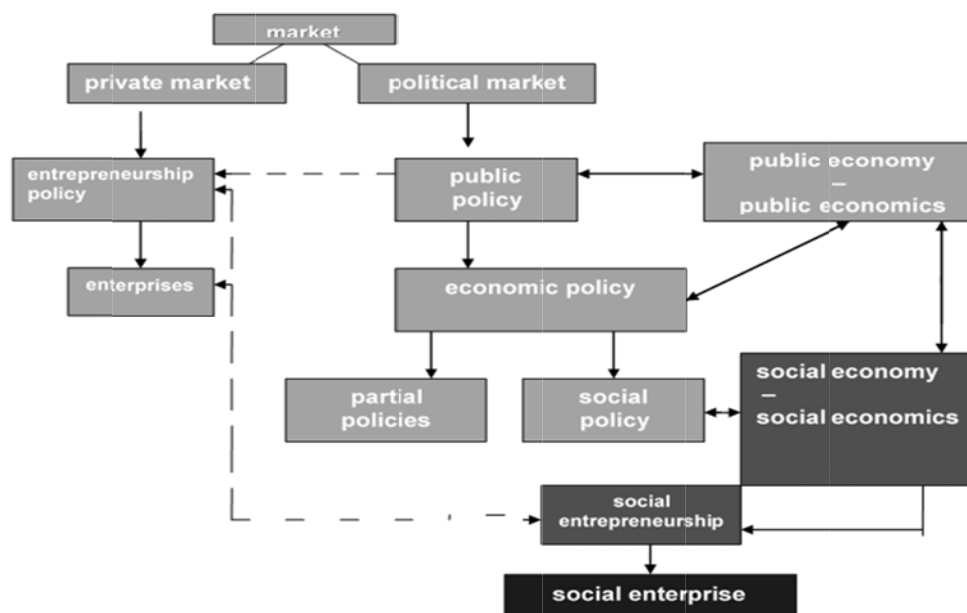 market
private market
political market
entrepreneurship
policy
public
policy
public economy
–
public economics
enterprises
economic policy
partial
policies
social
policy
social economy
–
social economics
social
entrepreneurship
social enterprise